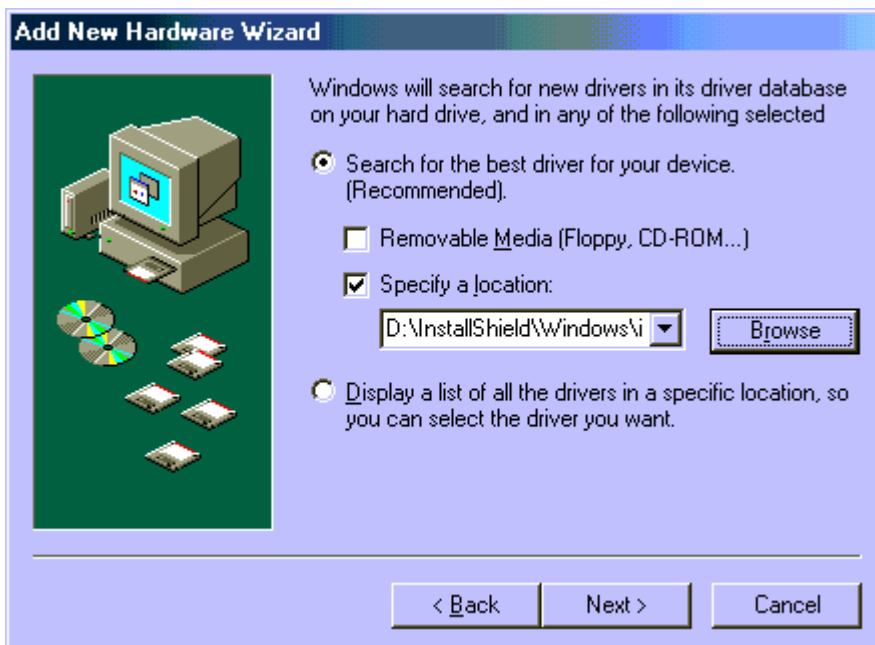 Add New Hardware Wizard
Windows will search for new drivers in its driver database
on your hard drive, and in any of the following selected
Search for the best driver for your device.
(Recommended).
Removable Media (Floppy, CD-ROM...)
Specify a location:
D:\InstallShield\Windows\i
Browse
Display a list of all the drivers in a specific location, so
you can select the driver you want.
< Back
Next >
Cancel